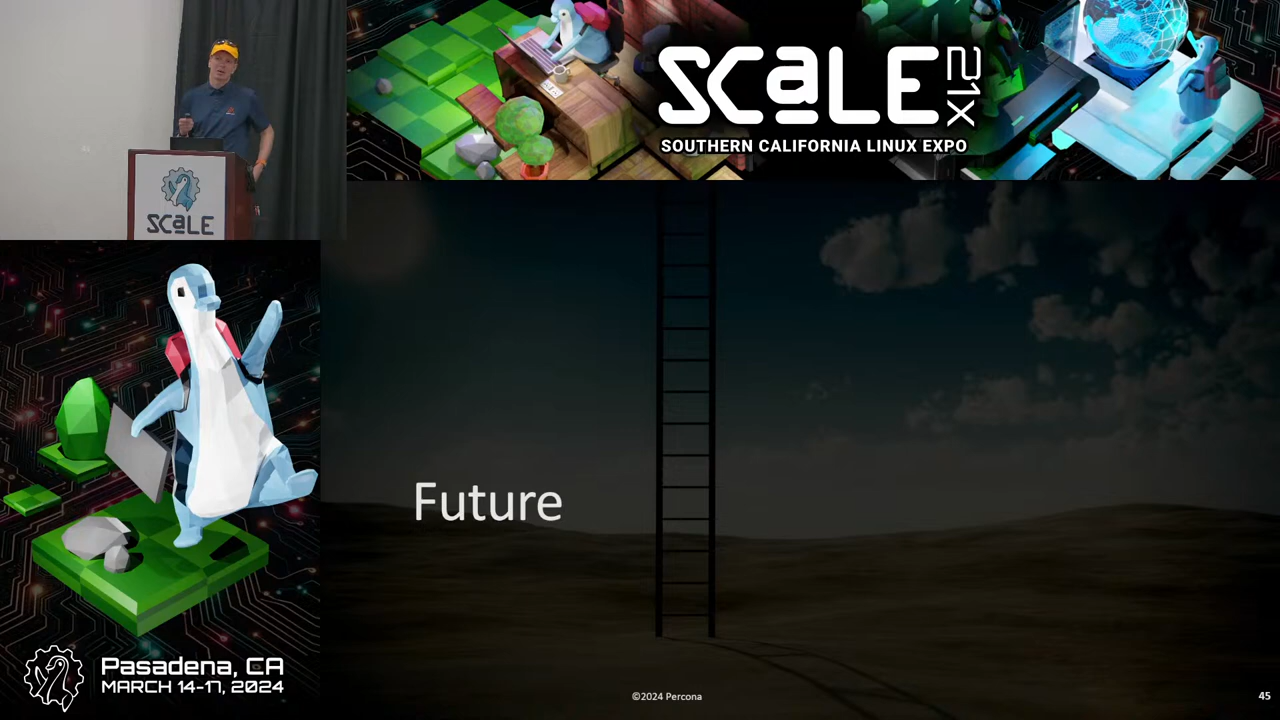 SCaLE 21X
SOUTHERN CALIFORNIA LINUX EXPO
SCaLE
Future
Pasadena, CA
MARCH 14-17, 2024
©2024 Percona
45